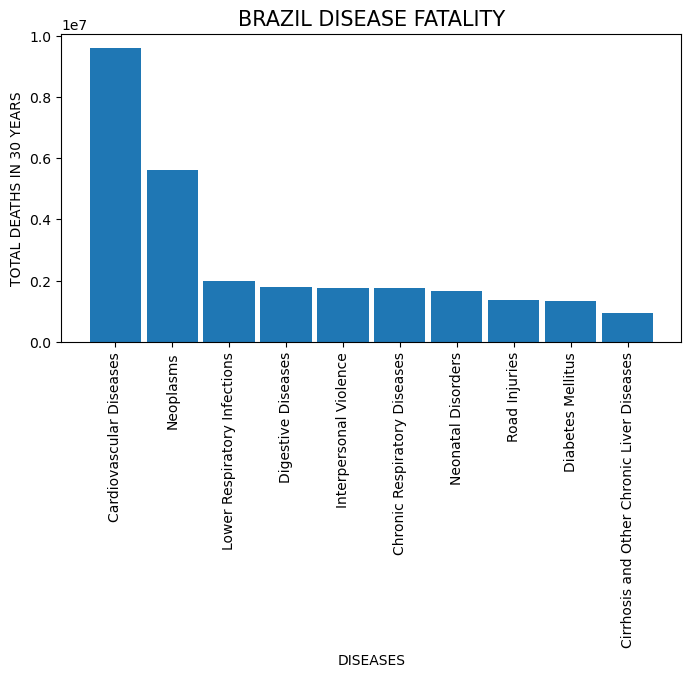 BRAZIL DISEASE FATALITY
1e7
1.0
0.8
0.6
0.4
0.2
0.0
TOTAL DEATHS IN 30 YEARS
Cardiovascular Diseases
Neoplasms
Lower Respiratory Infections
Digestive Diseases
Interpersonal Violence
Chronic Respiratory Diseases
Neonatal Disorders
Road Injuries
Diabetes Mellitus
Cirrhosis and Other Chronic Liver Diseases
DISEASES